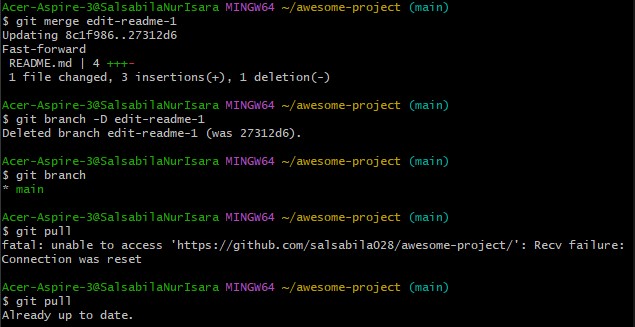 Acer-Aspire-3@SalsabilaNurIsara MINGW64 ~/awesome-project (main)
$ git merge edit-readme-1
Updating 8c1f986..27312d6
Fast-forward
 README.md | 4 +++-
 1 file changed, 3 insertions(+), 1 deletion(-)

Acer-Aspire-3@SalsabilaNurIsara MINGW64 ~/awesome-project (main)
$ git branch -D edit-readme-1
Deleted branch edit-readme-1 (was 27312d6).

Acer-Aspire-3@SalsabilaNurIsara MINGW64 ~/awesome-project (main)
$ git branch
* main

Acer-Aspire-3@SalsabilaNurIsara MINGW64 ~/awesome-project (main)
$ git pull
fatal: unable to access 'https://github.com/salsabila028/awesome-project/': Recv failure:
Connection was reset

Acer-Aspire-3@SalsabilaNurIsara MINGW64 ~/awesome-project (main)
$ git pull
Already up to date.